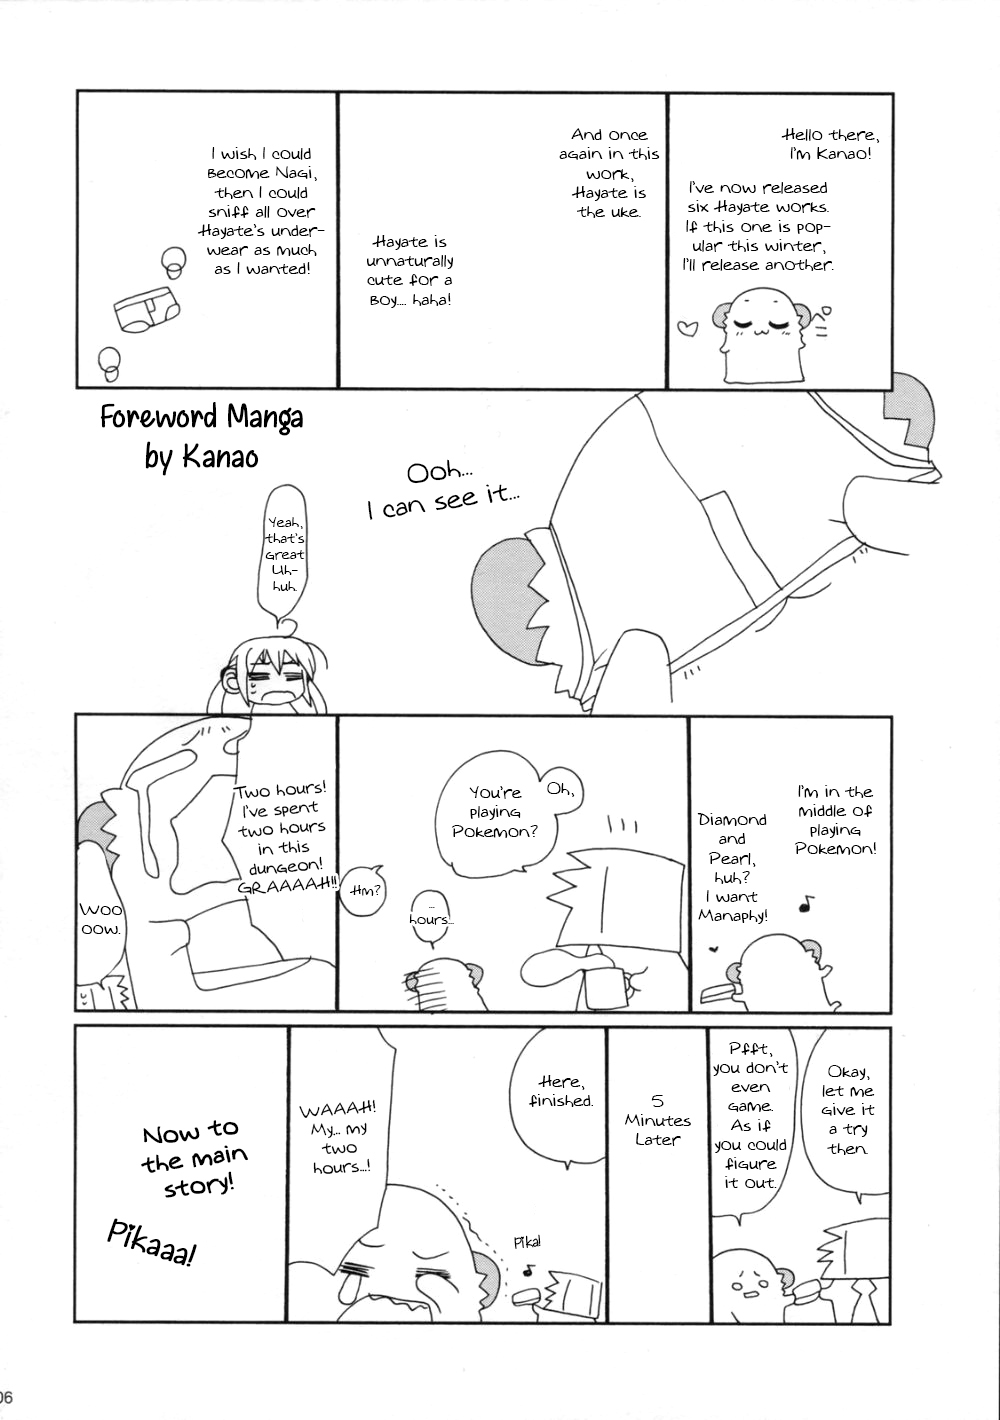 Hello there,
I'm Kanao!
I've now released
six Hayate works.
If this one is pop-
ular this winter,
I'll release another.
And once
again in this
work,
Hayate is
the uke.
Hayate is
unnaturally
cute for a
Boy.... haha!
I wish I could
Become Nagi,
then I could
sniff all over
Hayate's under-
wear as much
as I wanted!
Foreword Manga
by Kanao
Ooh...
I can see it...
Yeah,
that's
Great
Uh-
huh.
I'm in the
middle of
playing
Pokemon!
Diamond
and
Pearl,
huh?
I want
Manaphy!
Oh,
You're
playing
Pokemon?
...
hours...
Hm?
Two hours!
I've spent
two hours
in this
dungeon!
GRAAAAH!!
Woo
oow.
Okay,
let me
Give it
a try
then.
Pfft,
you don't
even
Game.
As if
you could
figure
it out.
5
Minutes
Later
Here,
finished.
Pika!
WAAAH!
My... my
two
hours...!
Now to
the main
story!
Pikaaa!
06